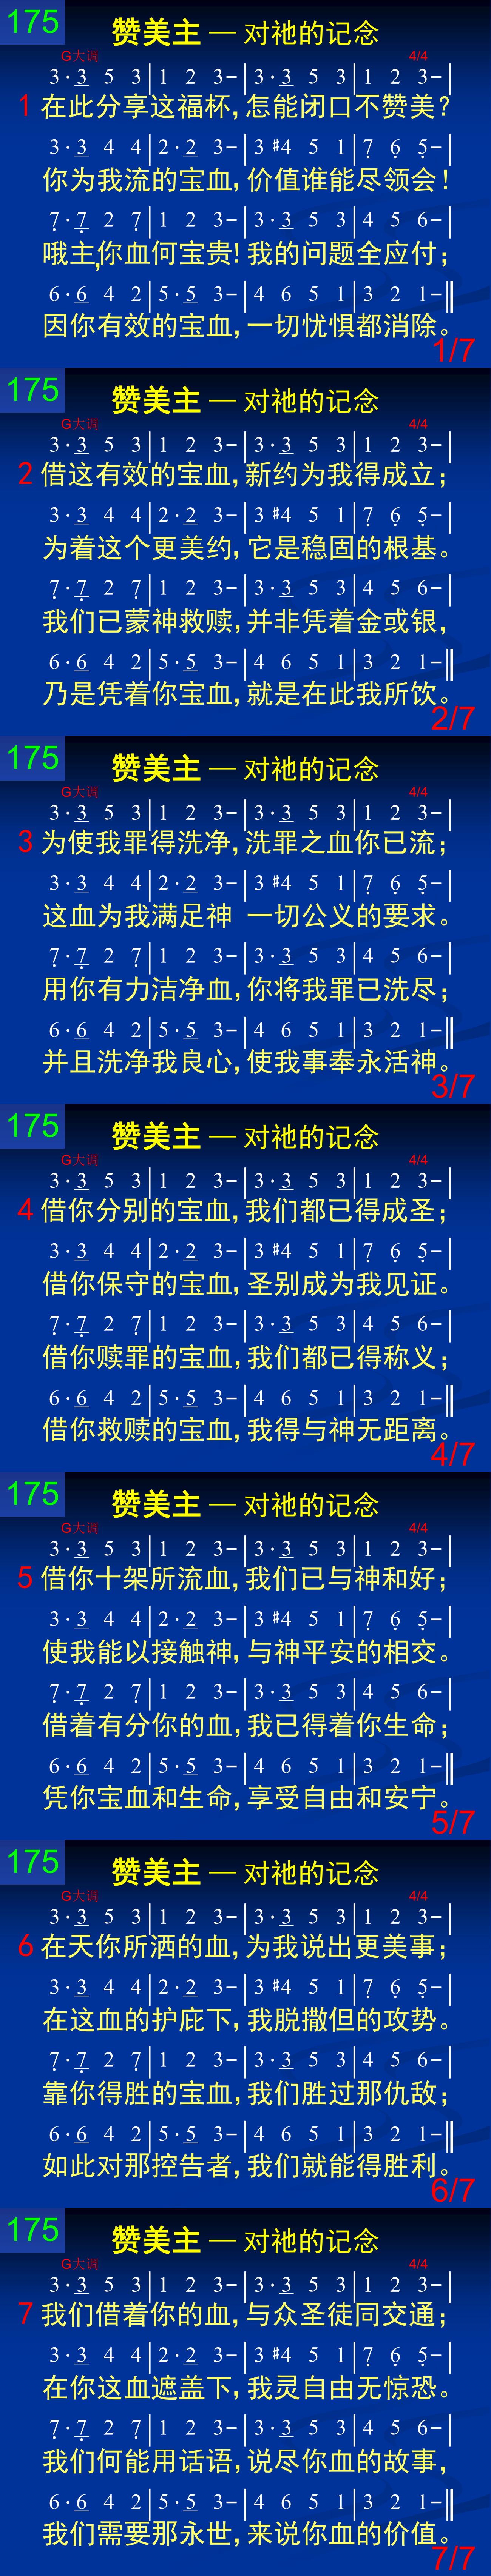 175
赞美主 — 对祂的记念
G大调 4/4
3·3 5 3|1 2 3-|3·3 5 3|1 2 3-|
1 在此分享这福杯,怎能闭口不赞美?
3·3 4 4|2·2 3-|3 #4 5 1|7̣ 6̣ 5̣-|
你为我流的宝血,价值谁能尽领会!
7̣·7̣ 2 7̣|1 2 3-|3·3 5 3|4 5 6-|
哦主,你血何宝贵!我的问题全应付;
6·6 4 2|5·5 3-|4 6 5 1|3 2 1-‖
因你有效的宝血,一切忧惧都消除。
1/7
175
赞美主 — 对祂的记念
G大调 4/4
3·3 5 3|1 2 3-|3·3 5 3|1 2 3-|
2 借这有效的宝血,新约为我得成立;
3·3 4 4|2·2 3-|3 #4 5 1|7̣ 6̣ 5̣-|
为着这个更美约,它是稳固的根基。
7̣·7̣ 2 7̣|1 2 3-|3·3 5 3|4 5 6-|
我们已蒙神救赎,并非凭着金或银,
6·6 4 2|5·5 3-|4 6 5 1|3 2 1-‖
乃是凭着你宝血,就是在此我所饮。
2/7
175
赞美主 — 对祂的记念
G大调 4/4
3·3 5 3|1 2 3-|3·3 5 3|1 2 3-|
3 为使我罪得洗净,洗罪之血你已流;
3·3 4 4|2·2 3-|3 #4 5 1|7̣ 6̣ 5̣-|
这血为我满足神 一切公义的要求。
7̣·7̣ 2 7̣|1 2 3-|3·3 5 3|4 5 6-|
用你有力洁净血,你将我罪已洗尽;
6·6 4 2|5·5 3-|4 6 5 1|3 2 1-‖
并且洗净我良心,使我事奉永活神。
3/7
175
赞美主 — 对祂的记念
G大调 4/4
3·3 5 3|1 2 3-|3·3 5 3|1 2 3-|
4 借你分别的宝血,我们都已得成圣;
3·3 4 4|2·2 3-|3 #4 5 1|7̣ 6̣ 5̣-|
借你保守的宝血,圣别成为我见证。
7̣·7̣ 2 7̣|1 2 3-|3·3 5 3|4 5 6-|
借你赎罪的宝血,我们都已得称义;
6·6 4 2|5·5 3-|4 6 5 1|3 2 1-‖
借你救赎的宝血,我得与神无距离。
4/7
175
赞美主 — 对祂的记念
G大调 4/4
3·3 5 3|1 2 3-|3·3 5 3|1 2 3-|
5 借你十架所流血,我们已与神和好;
3·3 4 4|2·2 3-|3 #4 5 1|7̣ 6̣ 5̣-|
使我能以接触神,与神平安的相交。
7̣·7̣ 2 7̣|1 2 3-|3·3 5 3|4 5 6-|
借着有分你的血,我已得着你生命;
6·6 4 2|5·5 3-|4 6 5 1|3 2 1-‖
凭你宝血和生命,享受自由和安宁。
5/7
175
赞美主 — 对祂的记念
G大调 4/4
3·3 5 3|1 2 3-|3·3 5 3|1 2 3-|
6 在天你所洒的血,为我说出更美事;
3·3 4 4|2·2 3-|3 #4 5 1|7̣ 6̣ 5̣-|
在这血的护庇下,我脱撒但的攻势。
7̣·7̣ 2 7̣|1 2 3-|3·3 5 3|4 5 6-|
靠你得胜的宝血,我们胜过那仇敌;
6·6 4 2|5·5 3-|4 6 5 1|3 2 1-‖
如此对那控告者,我们就能得胜利。
6/7
175
赞美主 — 对祂的记念
G大调 4/4
3·3 5 3|1 2 3-|3·3 5 3|1 2 3-|
7 我们借着你的血,与众圣徒同交通;
3·3 4 4|2·2 3-|3 #4 5 1|7̣ 6̣ 5̣-|
在你这血遮盖下,我灵自由无惊恐。
7̣·7̣ 2 7̣|1 2 3-|3·3 5 3|4 5 6-|
我们何能用话语,说尽你血的故事,
6·6 4 2|5·5 3-|4 6 5 1|3 2 1-‖
我们需要那永世,来说你血的价值。
7/7